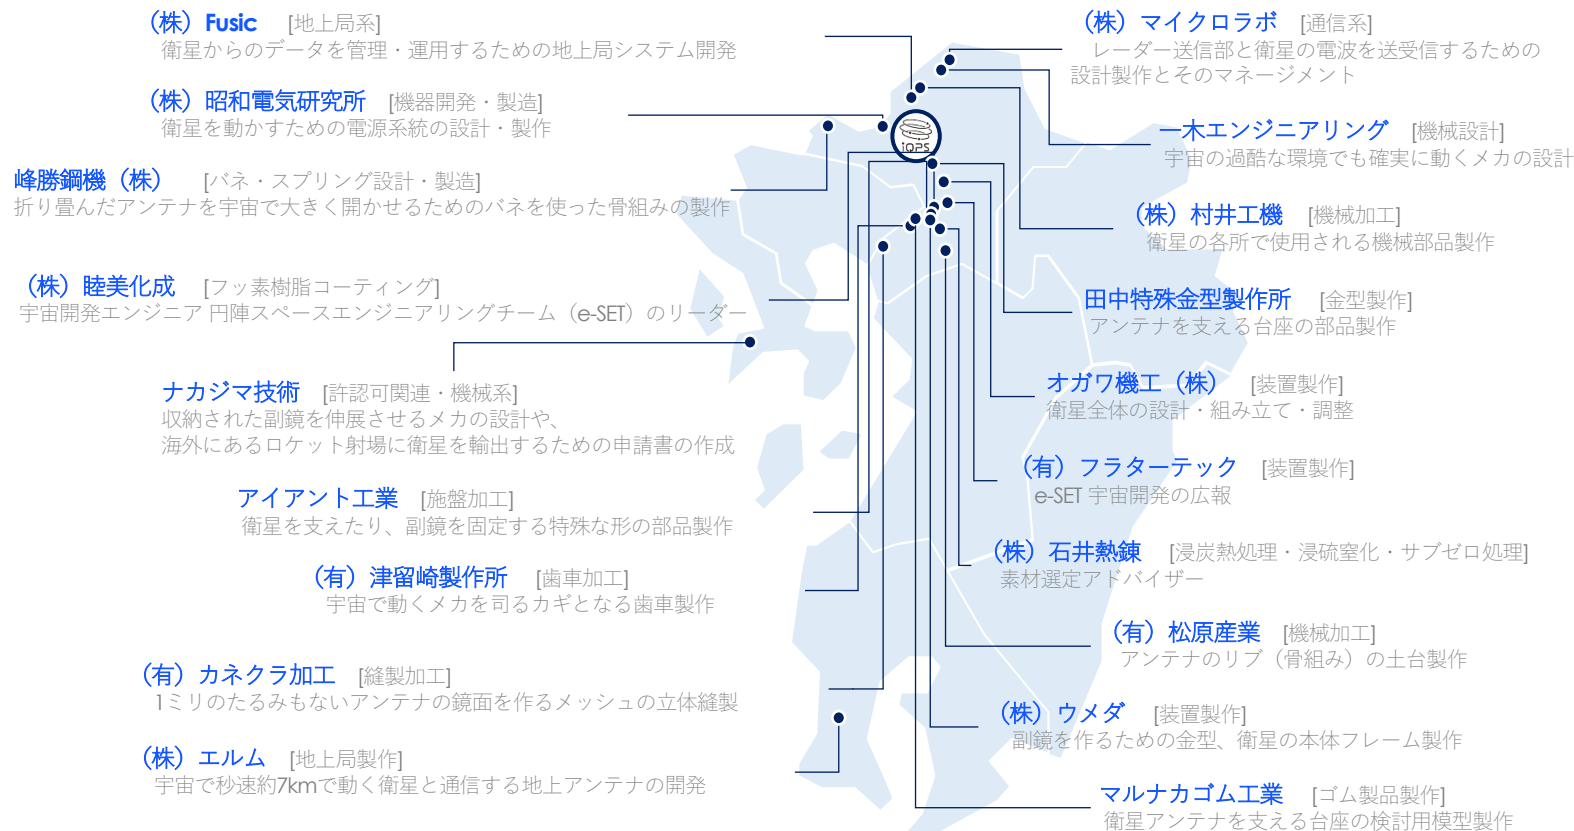 （株）Fusic [地上局系]
衛星からのデータを管理・運用するための地上局システム開発
（株）昭和電気研究所 [機器開発・製造]
衛星を動かすための電源系統の設計・製作
峰勝鋼機（株） [バネ・スプリング設計・製造]
折り畳んだアンテナを宇宙で大きく開かせるためのバネを使った骨組みの製作
（株）睦美化成 [フッ素樹脂コーティング]
宇宙開発エンジニア 円陣スペースエンジニアリングチーム（e-SET）のリーダー
ナカジマ技術 [許認可関連・機械系]
収納された副鏡を伸展させるメカの設計や、
海外にあるロケット射場に衛星を輸出するための申請書の作成
アイアント工業 [施盤加工]
衛星を支えたり、副鏡を固定する特殊な形の部品製作
（有）津留崎製作所 [歯車加工]
宇宙で動くメカを司るカギとなる歯車製作
（有）カネクラ加工 [縫製加工]
1ミリのたるみもないアンテナの鏡面を作るメッシュの立体縫製
（株）エルム [地上局製作]
宇宙で秒速約7kmで動く衛星と通信する地上アンテナの開発
iQPS
（株）マイクロラボ [通信系]
レーダー送信部と衛星の電波を送受信するための
設計製作とそのマネージメント
一木エンジニアリング [機械設計]
宇宙の過酷な環境でも確実に動くメカの設計
（株）村井工機 [機械加工]
衛星の各所で使用される機械部品製作
田中特殊金型製作所 [金型製作]
アンテナを支える台座の部品製作
オガワ機工（株） [装置製作]
衛星全体の設計・組み立て・調整
（有）フラターテック [装置製作]
e-SET 宇宙開発の広報
（株）石井熱錬 [浸炭熱処理・浸硫窒化・サブゼロ処理]
素材選定アドバイザー
（有）松原産業 [機械加工]
アンテナのリブ（骨組み）の土台製作
（株）ウメダ [装置製作]
副鏡を作るための金型、衛星の本体フレーム製作
マルナカゴム工業 [ゴム製品製作]
衛星アンテナを支える台座の検討用模型製作